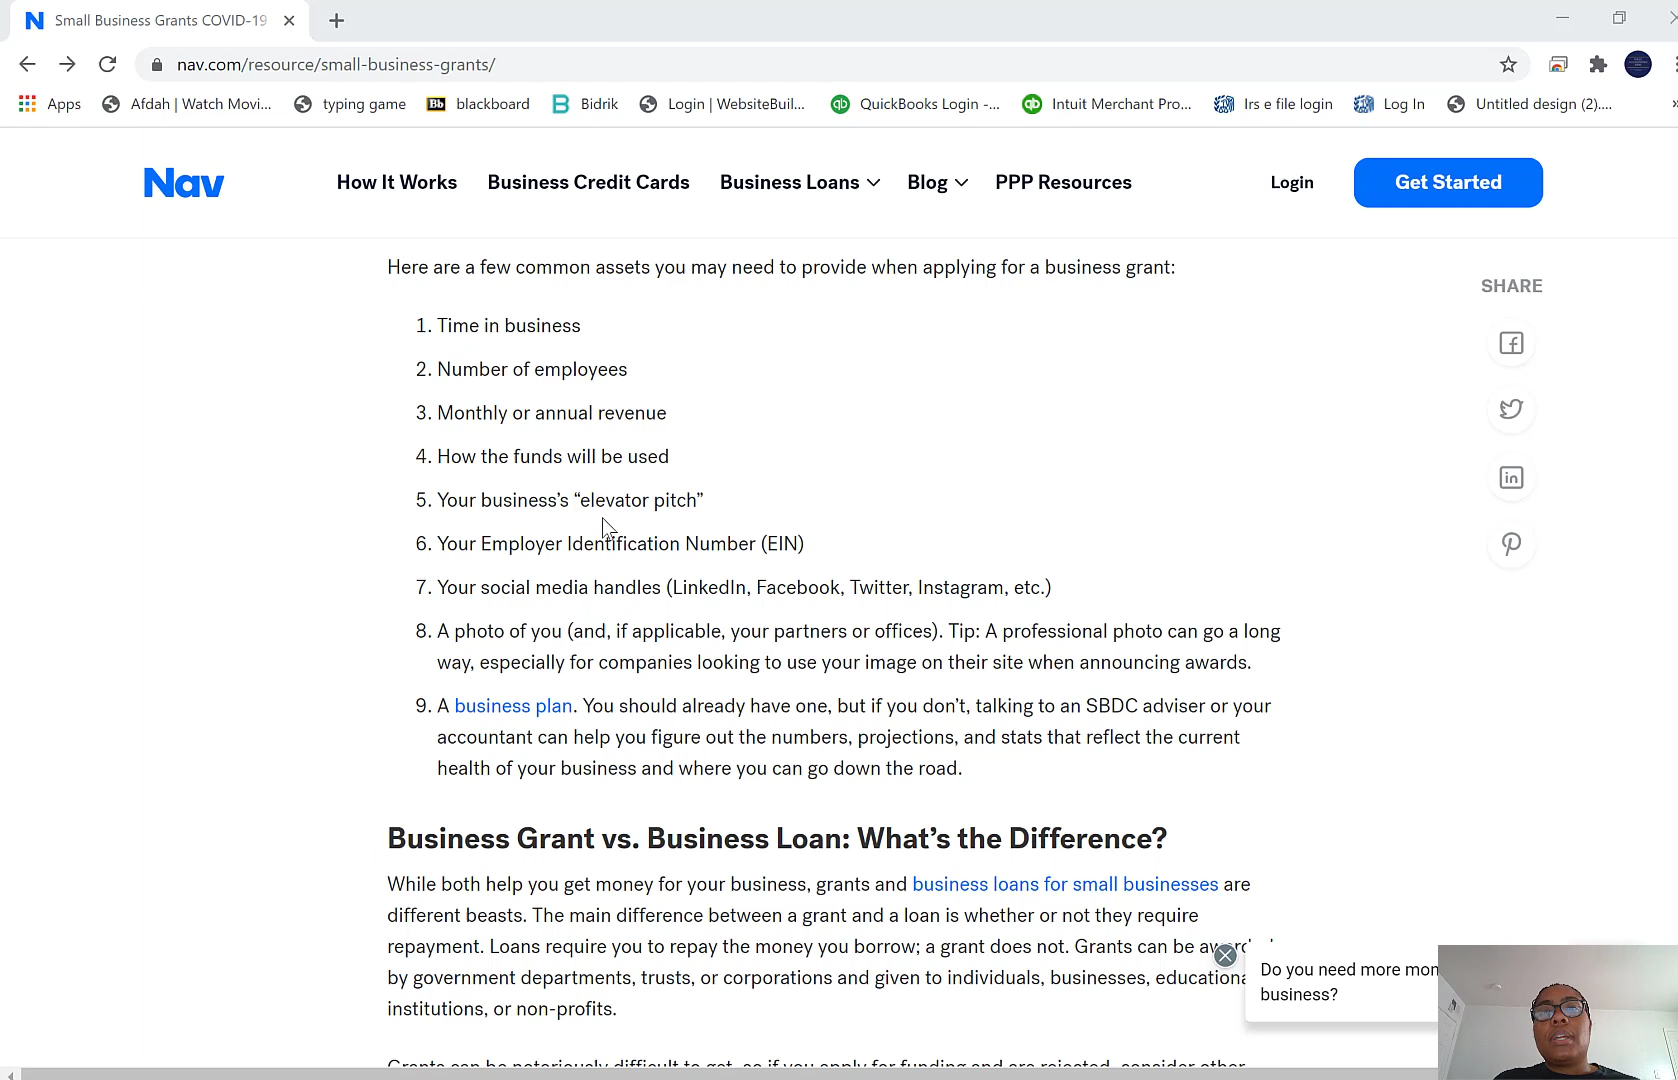 Small Business Grants COVID-19
nav.com/resource/small-business-grants/
Apps Afdah | Watch Movi... typing game Bb blackboard Bidrik Login | WebsiteBuil... qb QuickBooks Login -... qb Intuit Merchant Pro... Irs e file login Log In Untitled design (2)....
Nav How It Works Business Credit Cards Business Loans Blog PPP Resources Login Get Started
Here are a few common assets you may need to provide when applying for a business grant:
SHARE
1. Time in business
2. Number of employees
3. Monthly or annual revenue
4. How the funds will be used
5. Your business’s “elevator pitch”
6. Your Employer Identification Number (EIN)
7. Your social media handles (LinkedIn, Facebook, Twitter, Instagram, etc.)
8. A photo of you (and, if applicable, your partners or offices). Tip: A professional photo can go a long
way, especially for companies looking to use your image on their site when announcing awards.
9. A business plan. You should already have one, but if you don’t, talking to an SBDC adviser or your
accountant can help you figure out the numbers, projections, and stats that reflect the current
health of your business and where you can go down the road.
Business Grant vs. Business Loan: What’s the Difference?
While both help you get money for your business, grants and business loans for small businesses are
different beasts. The main difference between a grant and a loan is whether or not they require
repayment. Loans require you to repay the money you borrow; a grant does not. Grants can be
by government departments, trusts, or corporations and given to individuals, businesses, educationa
institutions, or non-profits.
Do you need more mon
business?
Grants can be notoriously difficult to get, so if you apply for funding and are rejected, consider other